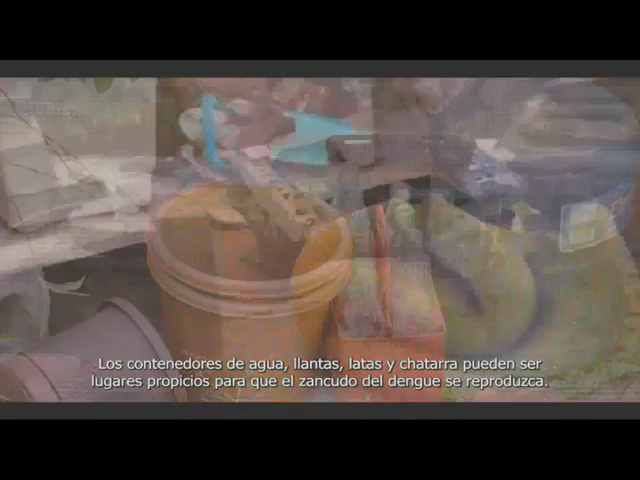 Los contenedores de agua, llantas, latas y chatarra pueden ser
lugares propicios para que el zancudo del dengue se reproduzca.